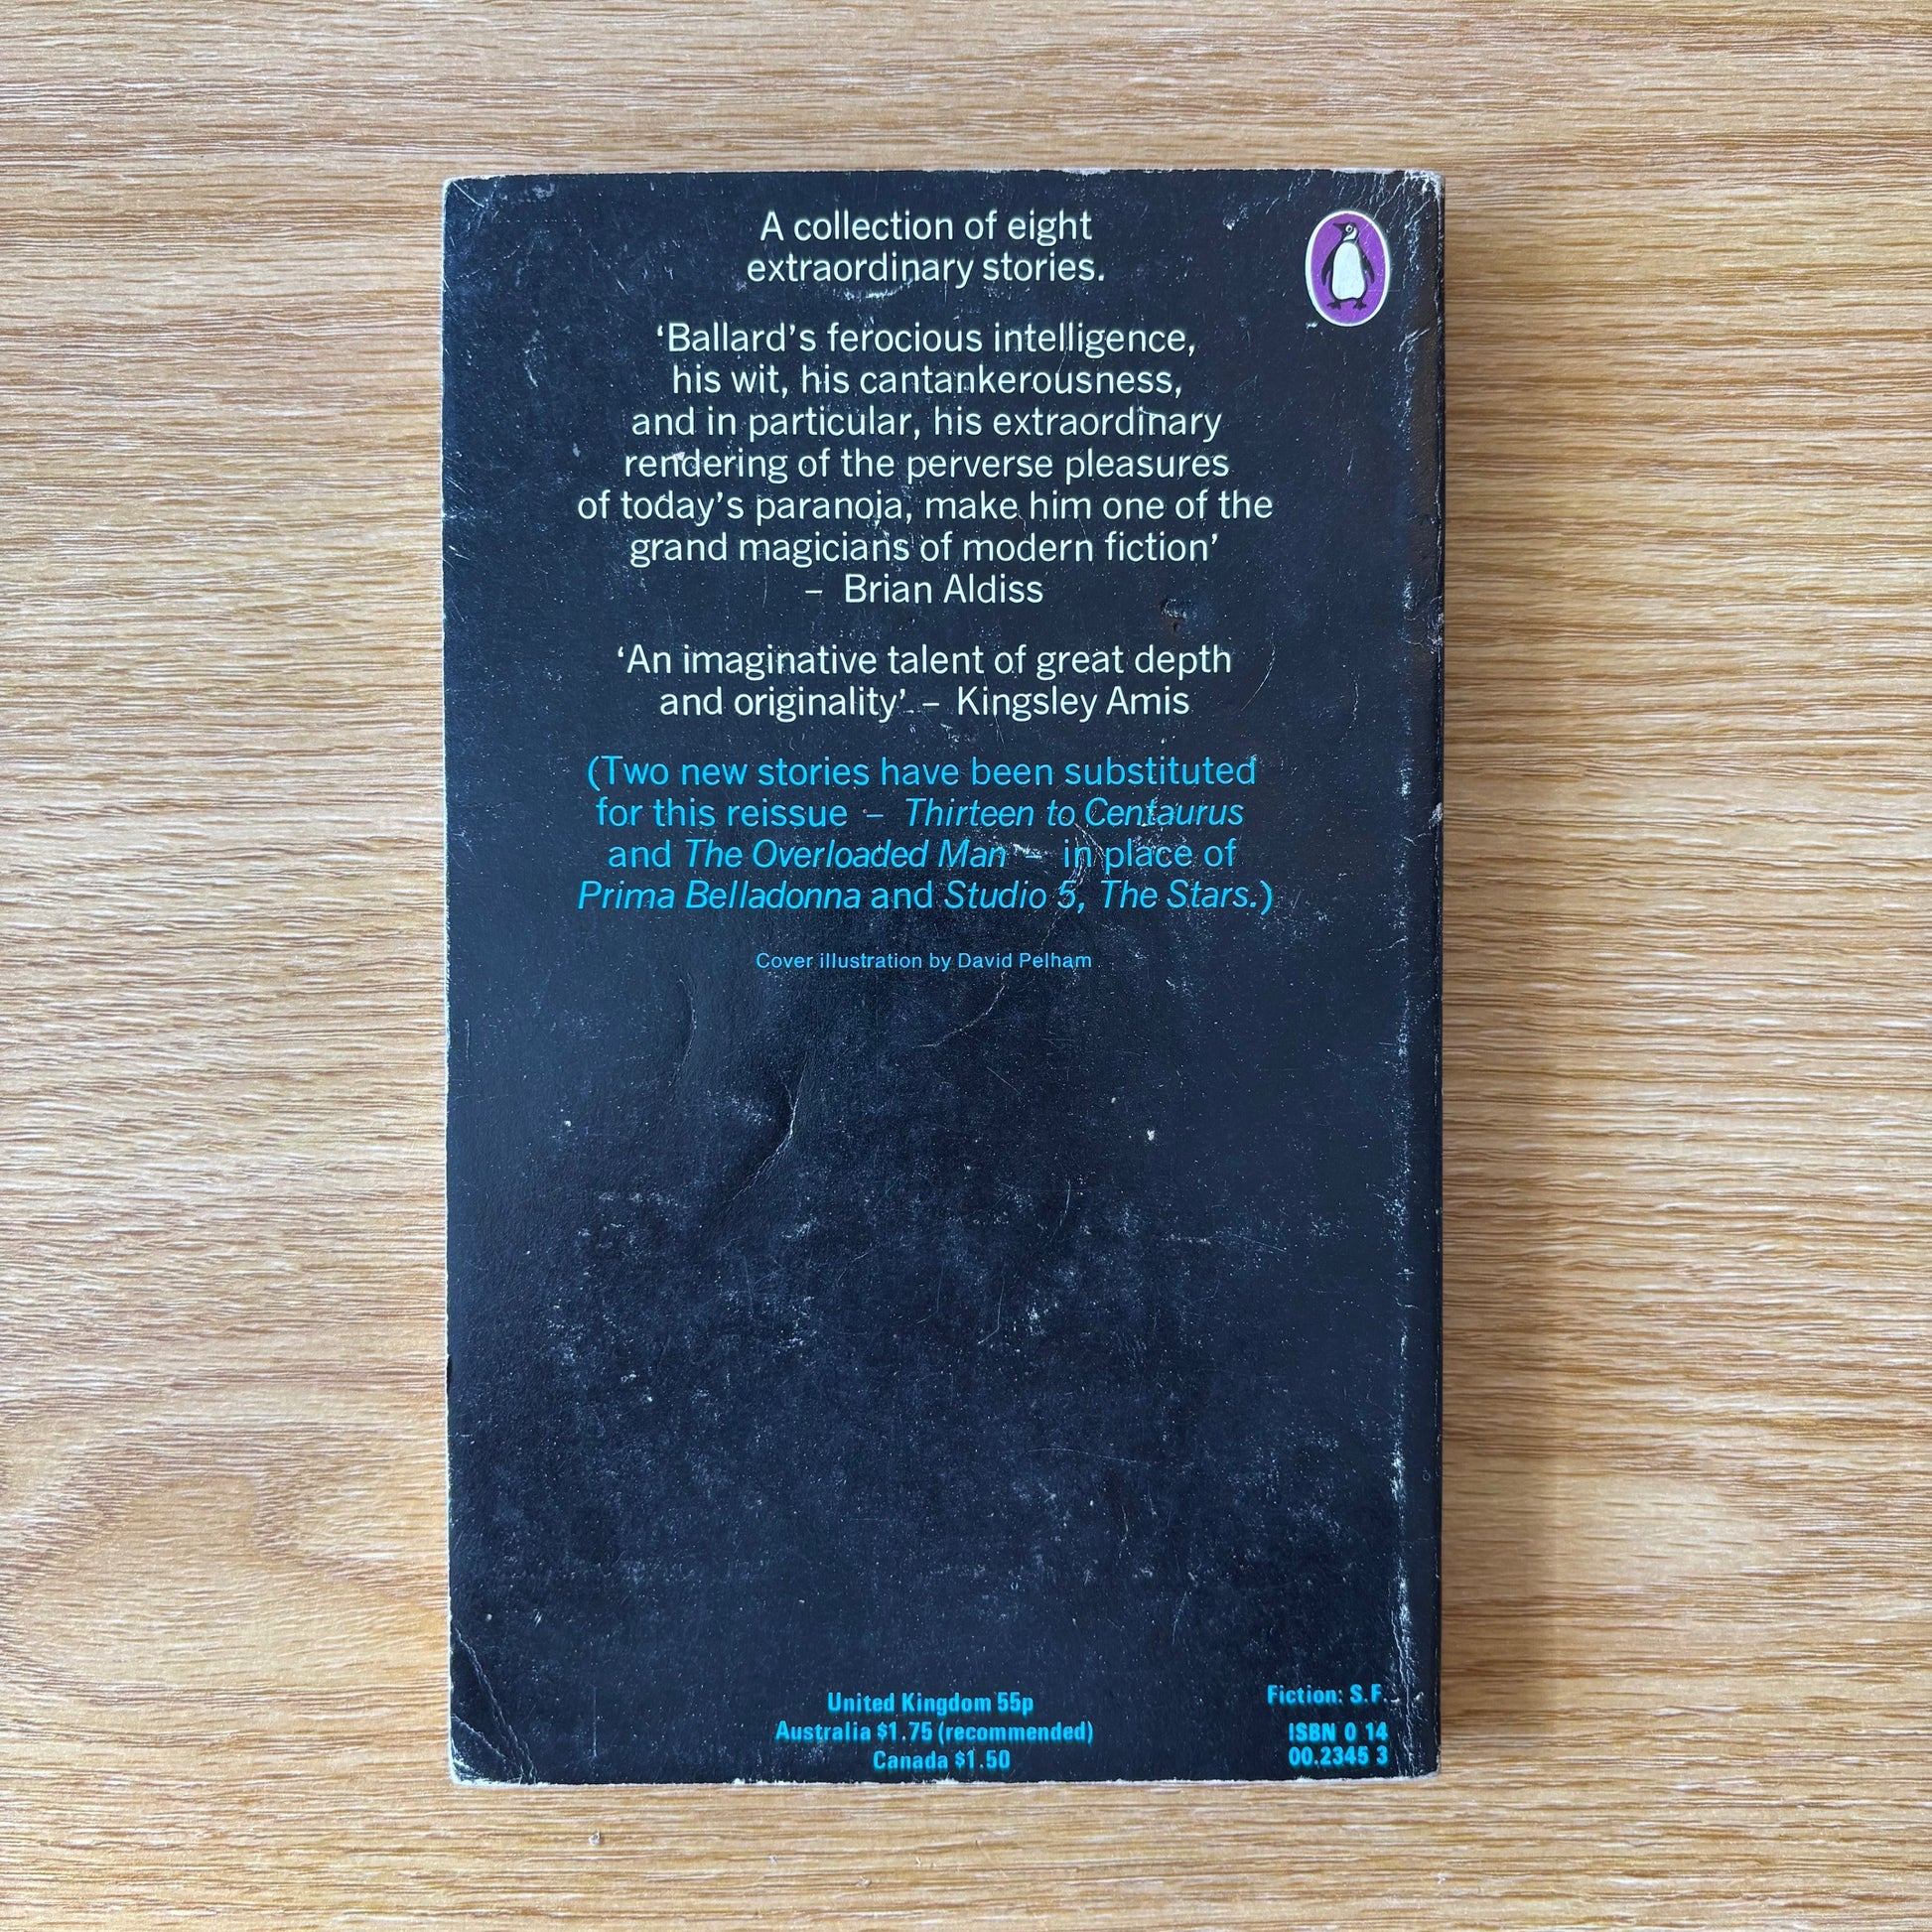 A collection of eight
extraordinary stories.
‘Ballard’s ferocious intelligence,
his wit, his cantankerousness,
and in particular, his extraordinary
rendering of the perverse pleasures
of today’s paranoia, make him one of the
grand magicians of modern fiction’
– Brian Aldiss
‘An imaginative talent of great depth
and originality’ – Kingsley Amis
(Two new stories have been substituted
for this reissue – Thirteen to Centaurus
and The Overloaded Man – in place of
Prima Belladonna and Studio 5, The Stars.)
Cover illustration by David Pelham
United Kingdom 55p
Australia $1.75 (recommended)
Canada $1.50
Fiction: S.F.
ISBN 0 14
00.2345 3